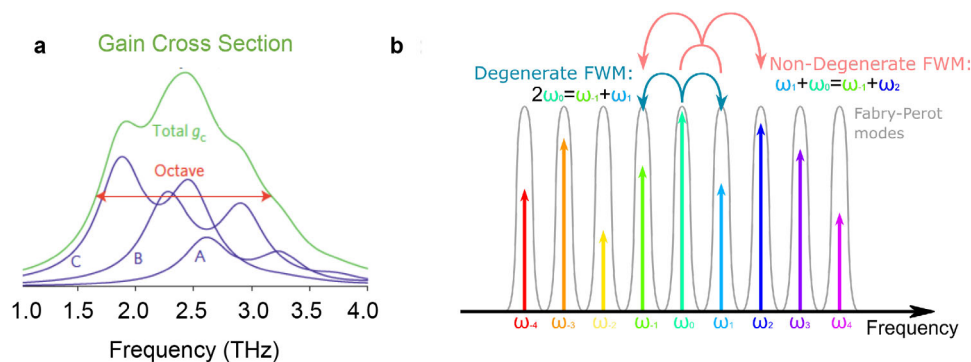 a
Gain Cross Section
Total gc
Octave
C
B
A
1.0 1.5 2.0 2.5 3.0 3.5 4.0
Frequency (THz)
b
Degenerate FWM:
2ω₀=ω₋₁+ω₁
Non-Degenerate FWM:
ω₁+ω₀=ω₋₁+ω₂
Fabry-Perot
modes
ω₋₄ ω₋₃ ω₋₂ ω₋₁ ω₀ ω₁ ω₂ ω₃ ω₄
Frequency